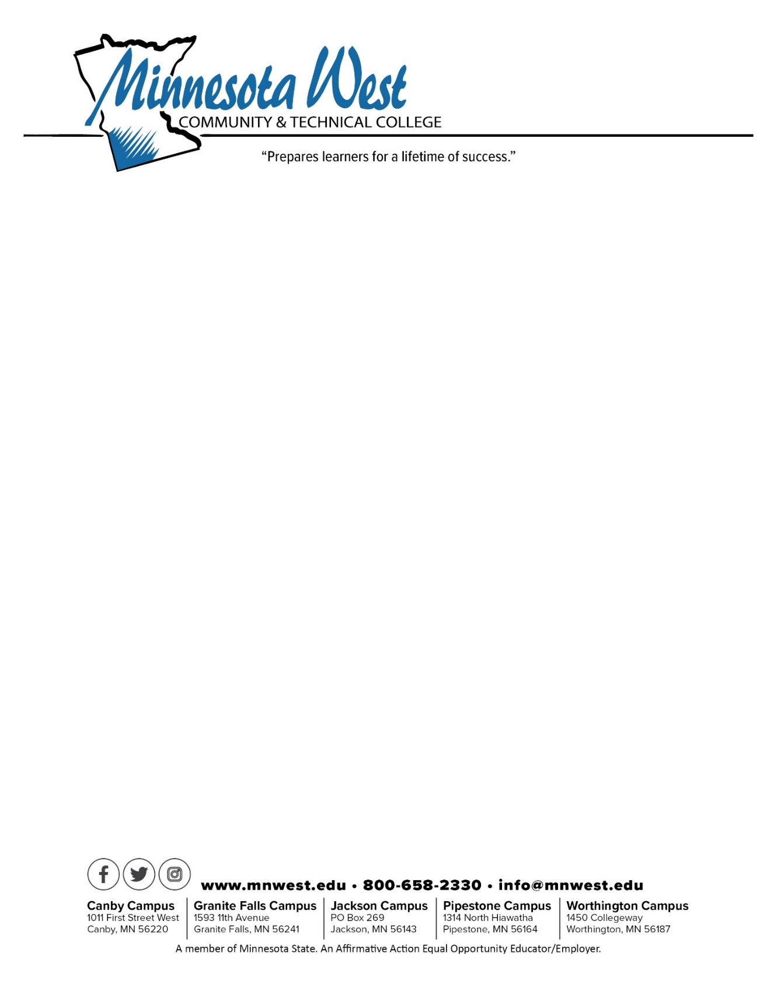 Minnesota West
COMMUNITY & TECHNICAL COLLEGE
“Prepares learners for a lifetime of success.”
www.mnwest.edu • 800-658-2330 • info@mnwest.edu
Canby Campus
1011 First Street West
Canby, MN 56220
Granite Falls Campus
1593 11th Avenue
Granite Falls, MN 56241
Jackson Campus
PO Box 269
Jackson, MN 56143
Pipestone Campus
1314 North Hiawatha
Pipestone, MN 56164
Worthington Campus
1450 Collegeway
Worthington, MN 56187
A member of Minnesota State. An Affirmative Action Equal Opportunity Educator/Employer.